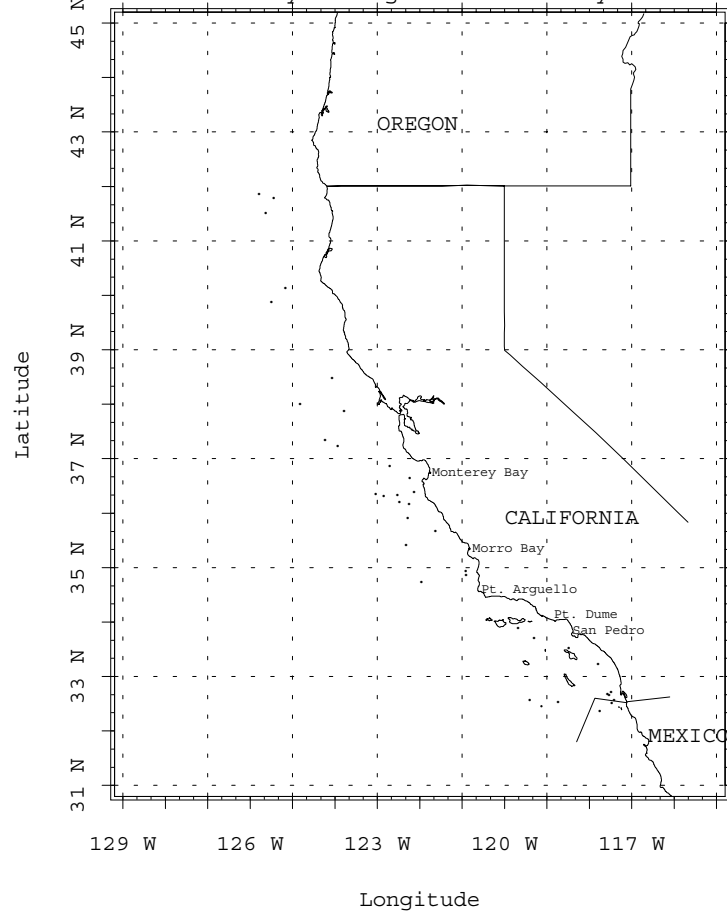 45 N
OREGON
43 N
41 N
39 N
Latitude
37 N
Monterey Bay
CALIFORNIA
Morro Bay
35 N
Pt. Arguello
Pt. Dume
San Pedro
33 N
MEXICO
31 N
129 W 126 W 123 W 120 W 117 W
Longitude